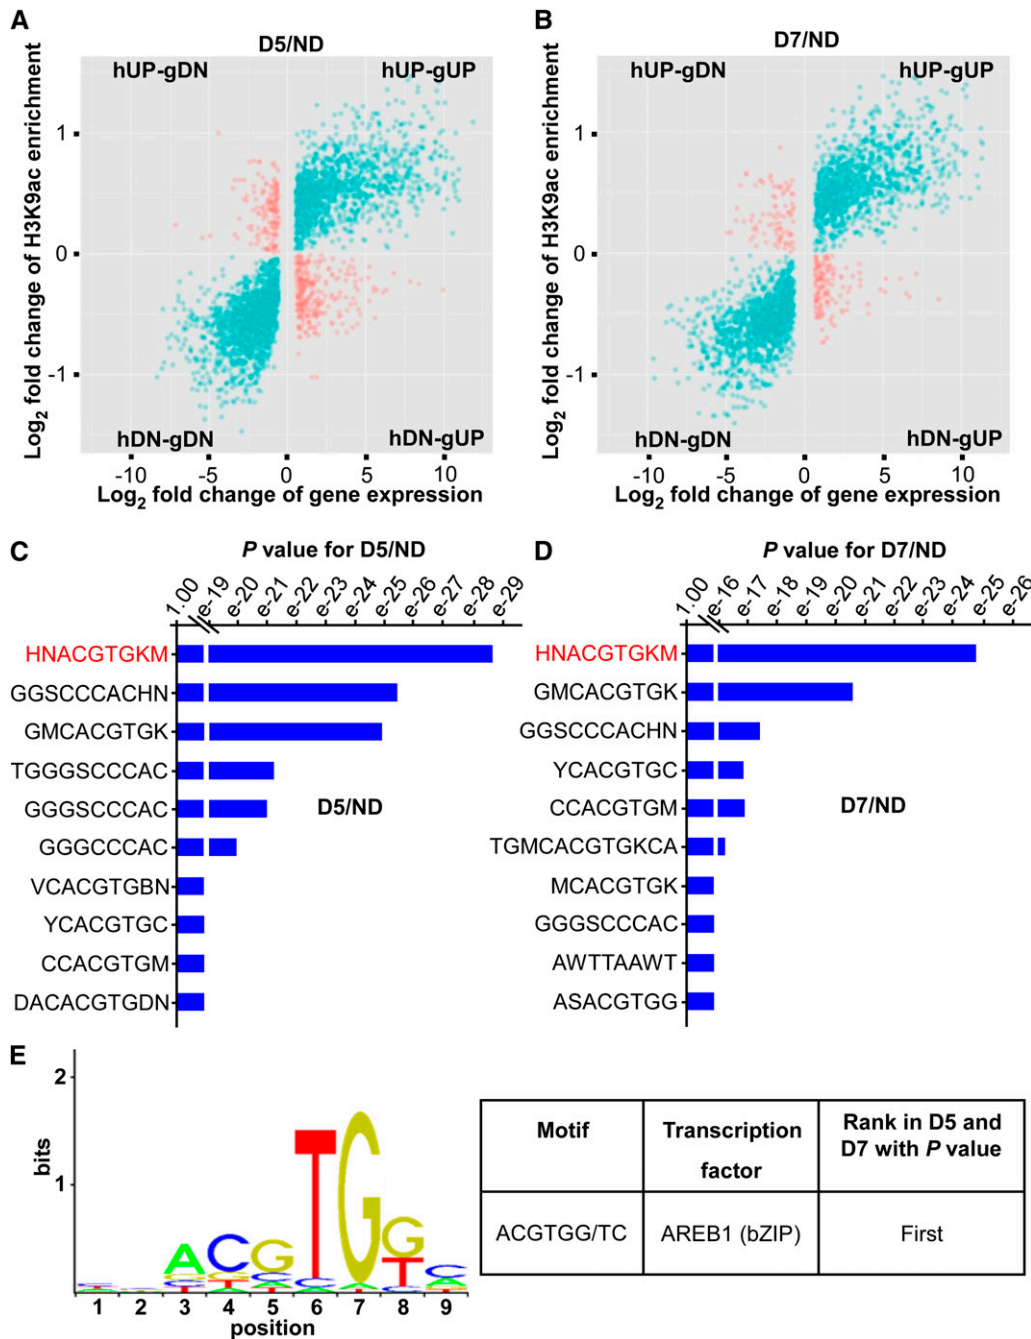 A
D5/ND
hUP-gDN
hUP-gUP
1
0
-1
Log2 fold change of H3K9ac enrichment
hDN-gDN
hDN-gUP
-10 -5 0 5 10
Log2 fold change of gene expression
B
D7/ND
hUP-gDN
hUP-gUP
1
0
-1
Log2 fold change of H3K9ac enrichment
hDN-gDN
hDN-gUP
-10 -5 0 5 10
Log2 fold change of gene expression
C
P value for D5/ND
1.00 e-19 e-20 e-21 e-22 e-23 e-24 e-25 e-26 e-27 e-28 e-29
HNACGTGKM
GGSCCCACHN
GMCACGTGK
TGGGSCCCAC
GGGSCCCAC
GGGCCCAC
VCACGTGBN
YCACGTGC
CCACGTGM
DACACGTGDN
D5/ND
D
P value for D7/ND
1.00 e-16 e-17 e-18 e-19 e-20 e-21 e-22 e-23 e-24 e-25 e-26
HNACGTGKM
GMCACGTGK
GGSCCCACHN
YCACGTGC
CCACGTGM
TGMCACGTGKCA
MCACGTGK
GGGSCCCAC
AWTTAAWT
ASACGTGG
D7/ND
E
2
1
bits
ACGTGG
1 2 3 4 5 6 7 8 9
position
Motif
Transcription
factor
Rank in D5 and
D7 with P value
ACGTGG/TC
AREB1 (bZIP)
First